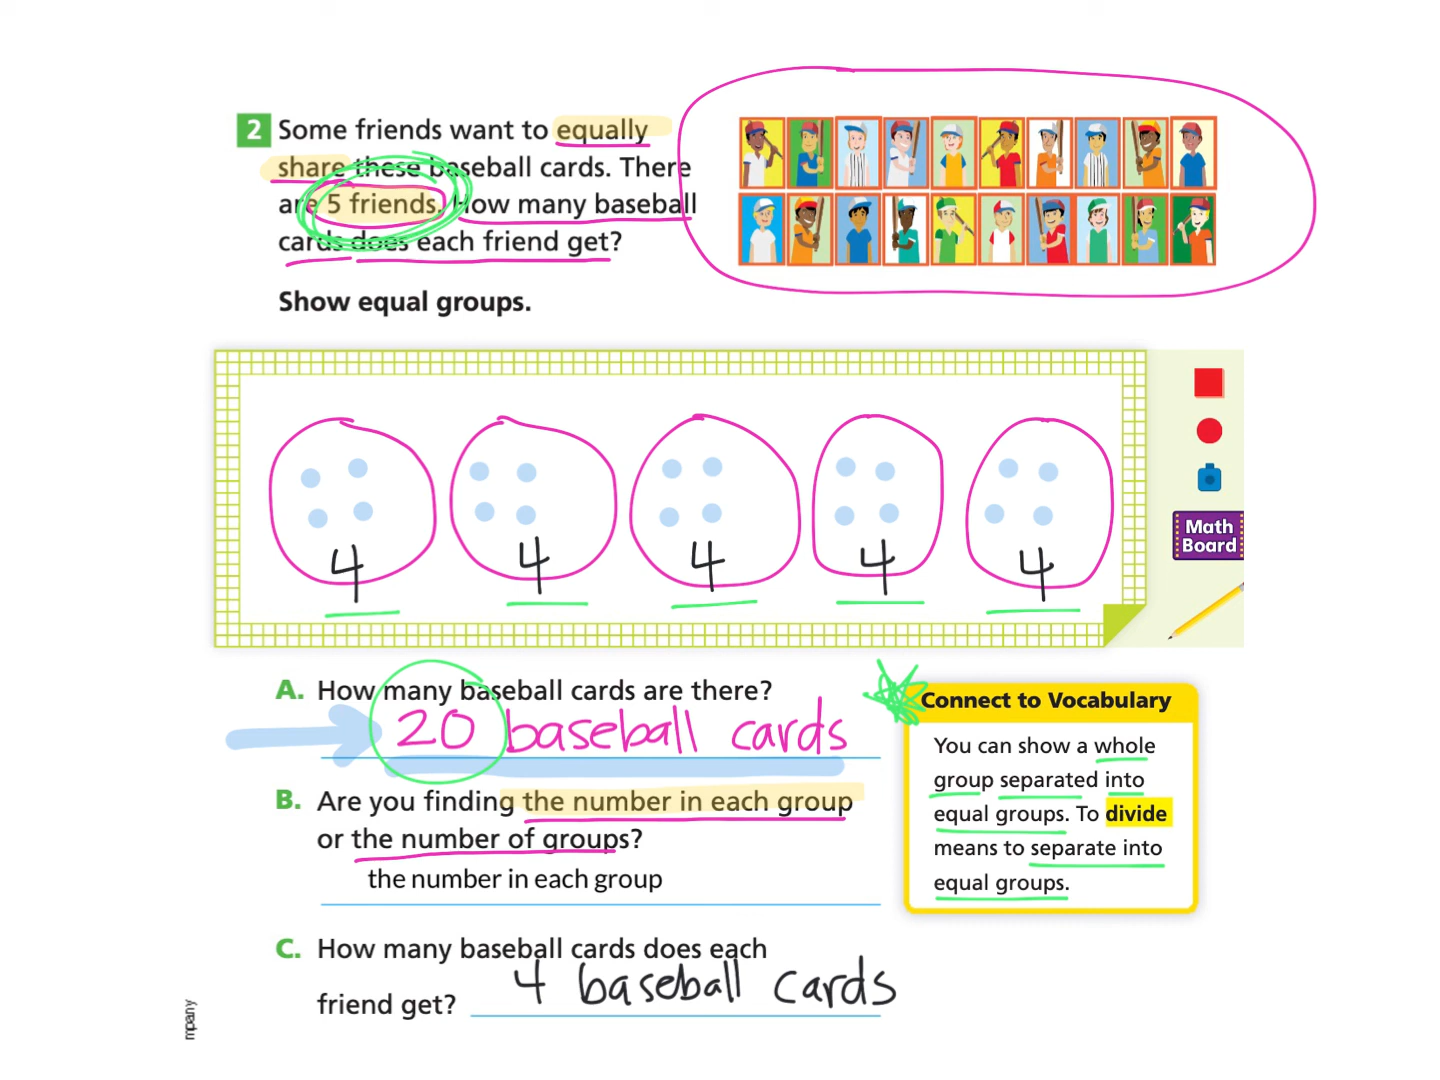 2 Some friends want to equally
share these baseball cards. There
are 5 friends. How many baseball
cards does each friend get?
Show equal groups.
4 4 4 4 4
Math
Board
A. How many baseball cards are there?
20 baseball cards
B. Are you finding the number in each group
or the number of groups?
the number in each group
C. How many baseball cards does each
friend get? 4 baseball cards
Connect to Vocabulary
You can show a whole
group separated into
equal groups. To divide
means to separate into
equal groups.
mpany